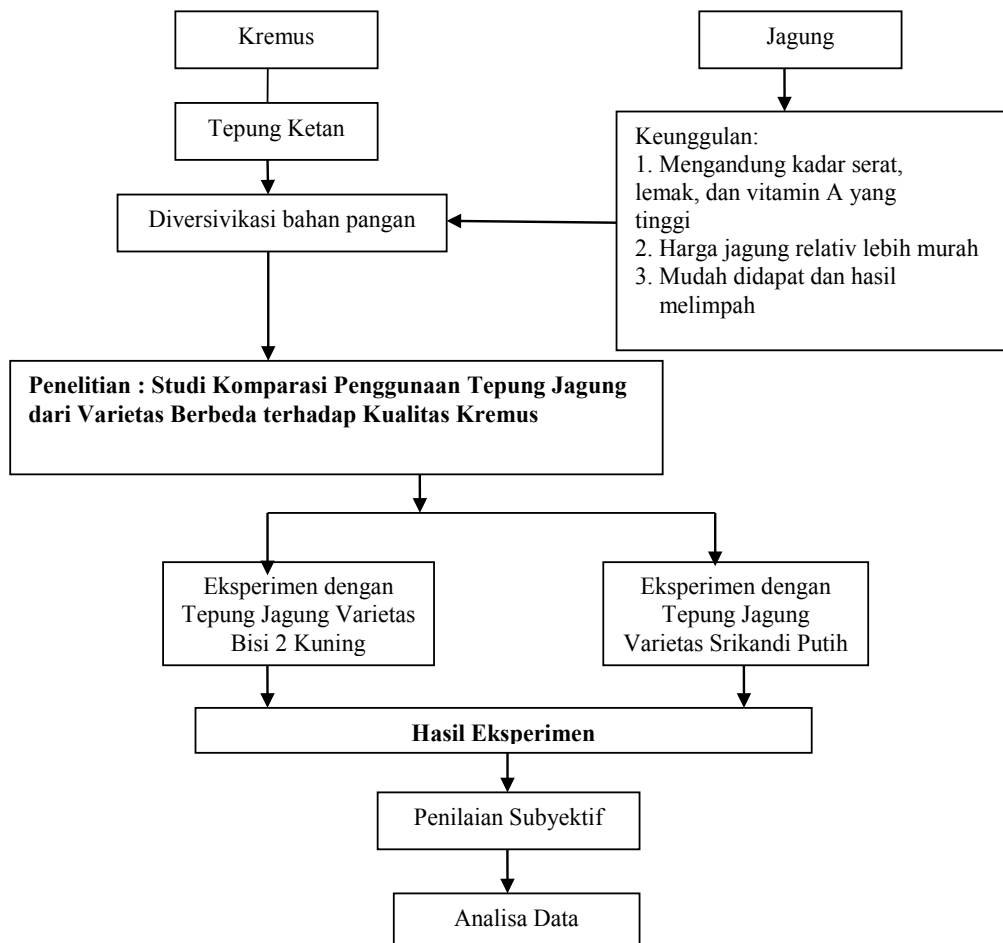 Kremus
Jagung
Tepung Ketan
Keunggulan:
1. Mengandung kadar serat,
lemak, dan vitamin A yang
tinggi
2. Harga jagung relativ lebih murah
3. Mudah didapat dan hasil
melimpah
Diversivikasi bahan pangan
Penelitian : Studi Komparasi Penggunaan Tepung Jagung
dari Varietas Berbeda terhadap Kualitas Kremus
Eksperimen dengan
Tepung Jagung Varietas
Bisi 2 Kuning
Eksperimen dengan
Tepung Jagung
Varietas Srikandi Putih
Hasil Eksperimen
Penilaian Subyektif
Analisa Data